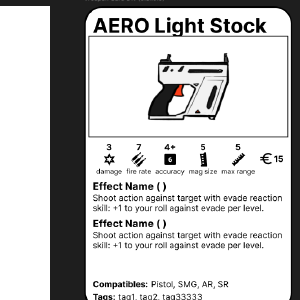 AERO Light Stock
3 7 4+ 5 5
6
€15
damage fire rate accuracy mag size max range
Effect Name ( )
Shoot action against target with evade reaction
skill: +1 to your roll against evade per level.
Effect Name ( )
Shoot action against target with evade reaction
skill: +1 to your roll against evade per level.
Compatibles: Pistol, SMG, AR, SR
Tags: tag1, tag2, tag33333